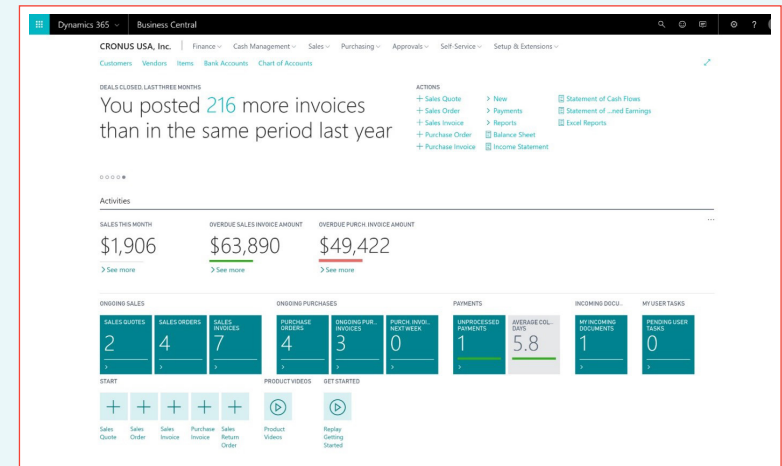 Dynamics 365 Business Central ?
CRONUS USA, Inc. Finance Cash Management Sales Purchasing Approvals Self-Service Setup & Extensions
Customers Vendors Items Bank Accounts Chart of Accounts
DEALS CLOSED, LAST THREE MONTHS
You posted 216 more invoices
than in the same period last year
ACTIONS
+ Sales Quote > New Statement of Cash Flows
+ Sales Order > Payments Statement of ...ned Earnings
+ Sales Invoice > Reports Excel Reports
+ Purchase Order Balance Sheet
+ Purchase Invoice Income Statement
Activities
SALES THIS MONTH OVERDUE SALES INVOICE AMOUNT OVERDUE PURCH. INVOICE AMOUNT
$1,906 $63,890 $49,422
> See more > See more > See more
ONGOING SALES ONGOING PURCHASES PAYMENTS INCOMING DOCU.. MY USER TASKS
SALES QUOTES SALES ORDERS SALES INVOICES PURCHASE ORDERS ONGOING PUR... INVOICES PURCH. INVOI... NEXT WEEK UNPROCESSED PAYMENTS AVERAGE COL... DAYS MY INCOMING DOCUMENTS PENDING USER TASKS
2 4 7 4 3 0 1 5.8 1 0
START PRODUCT VIDEOS GET STARTED
Sales Quote Sales Order Sales Invoice Purchase Invoice Sales Return Order Product Videos Replay Getting Started